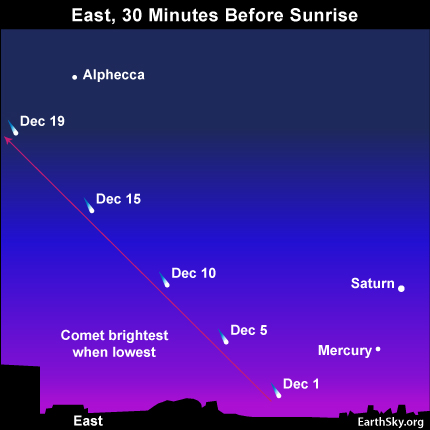 East, 30 Minutes Before Sunrise
Alphecca
Dec 19
Dec 15
Dec 10
Saturn
Dec 5
Comet brightest
when lowest
Mercury
Dec 1
East
EarthSky.org